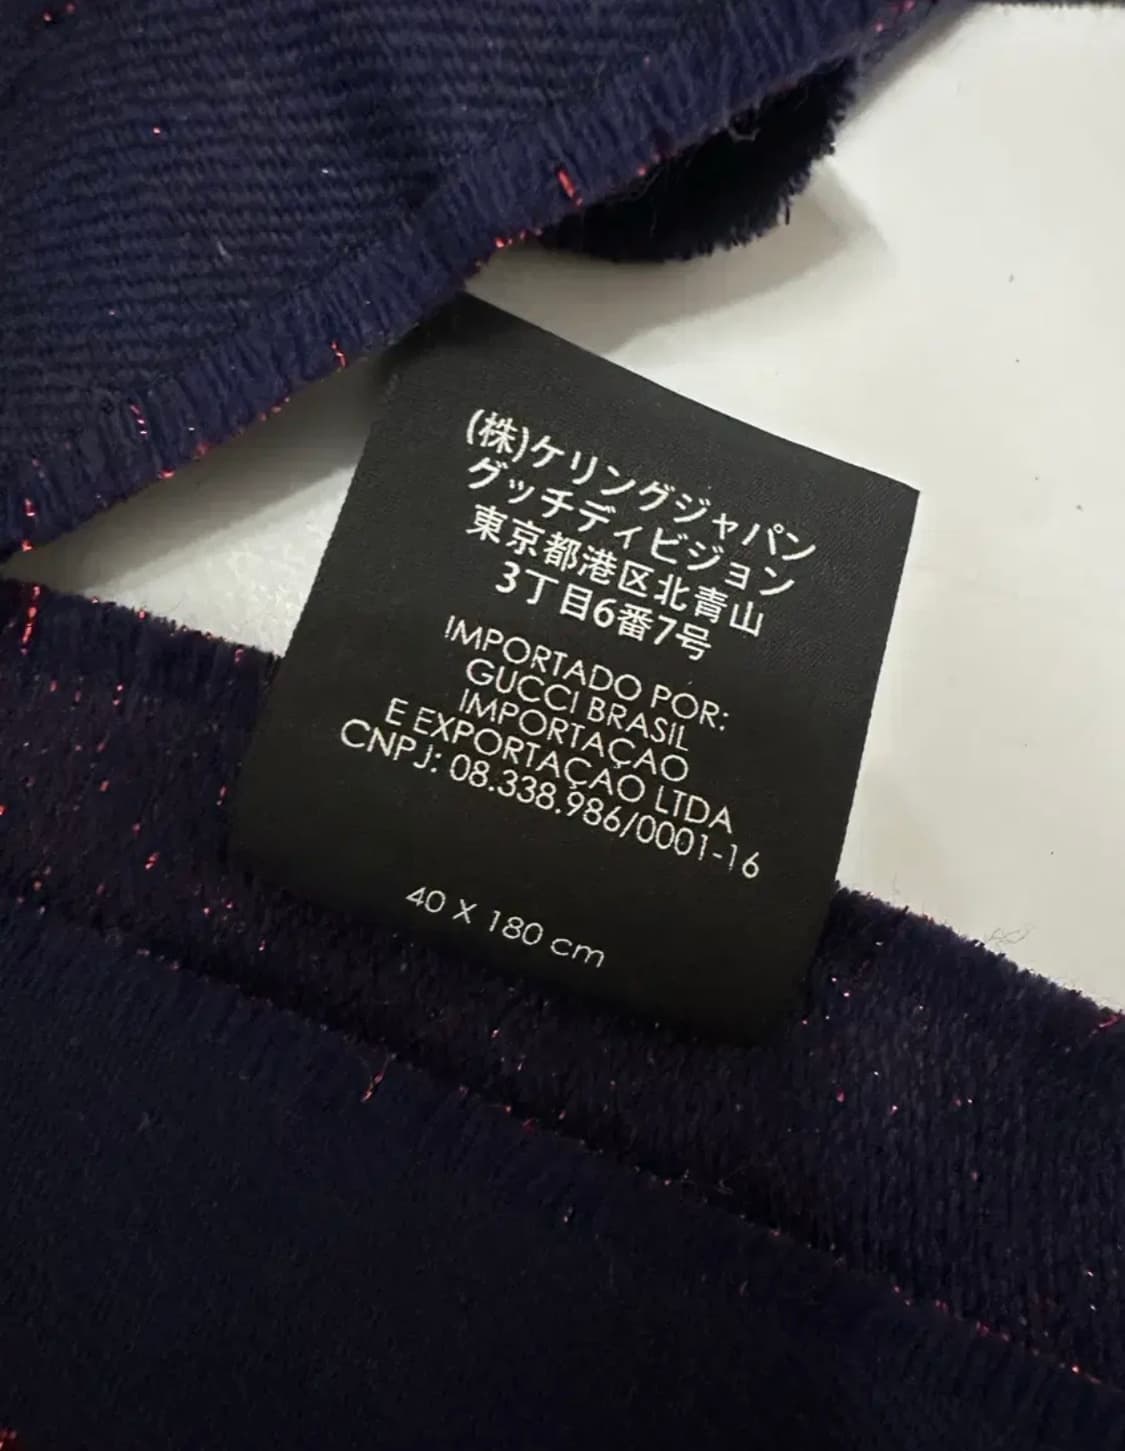 (株)ケリングジャパン
グッチディビジョン
東京都港区北青山
3丁目6番7号
IMPORTADO POR:
GUCCI BRASIL
IMPORTAÇAO
E EXPORTAÇAO LTDA
CNPJ: 08.338.986/0001-16
40 X 180 cm